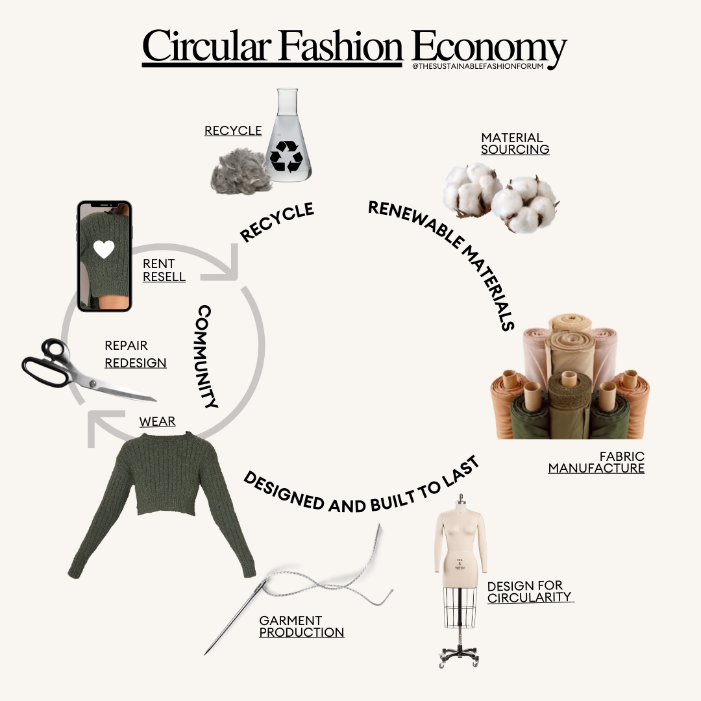 Circular Fashion Economy
@THESUSTAINABLEFASHIONFORUM
RECYCLE
MATERIAL
SOURCING
RECYCLE
RENEWABLE MATERIALS
RENT
RESELL
COMMUNITY
REPAIR
REDESIGN
WEAR
FABRIC
MANUFACTURE
DESIGNED AND BUILT TO LAST
DESIGN FOR
CIRCULARITY
GARMENT
PRODUCTION